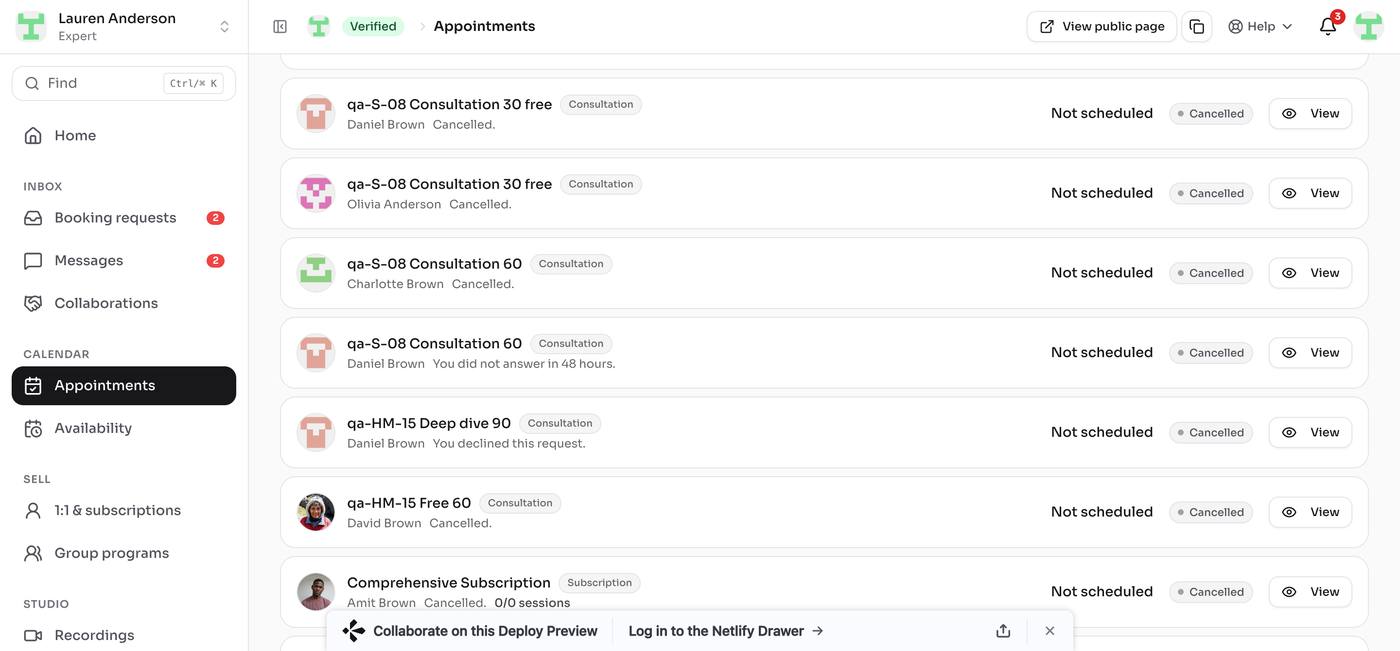 Lauren Anderson
Expert
Find
Ctrl/⌘ K
Home
INBOX
Booking requests 2
Messages 2
Collaborations
CALENDAR
Appointments
Availability
SELL
1:1 & subscriptions
Group programs
STUDIO
Recordings
Verified
Appointments
View public page
Help
3
qa-S-08 Consultation 30 free Consultation
Daniel Brown Cancelled.
Not scheduled Cancelled View
qa-S-08 Consultation 30 free Consultation
Olivia Anderson Cancelled.
Not scheduled Cancelled View
qa-S-08 Consultation 60 Consultation
Charlotte Brown Cancelled.
Not scheduled Cancelled View
qa-S-08 Consultation 60 Consultation
Daniel Brown You did not answer in 48 hours.
Not scheduled Cancelled View
qa-HM-15 Deep dive 90 Consultation
Daniel Brown You declined this request.
Not scheduled Cancelled View
qa-HM-15 Free 60 Consultation
David Brown Cancelled.
Not scheduled Cancelled View
Comprehensive Subscription Subscription
Amit Brown Cancelled. 0/0 sessions
Not scheduled Cancelled View
Collaborate on this Deploy Preview
Log in to the Netlify Drawer →